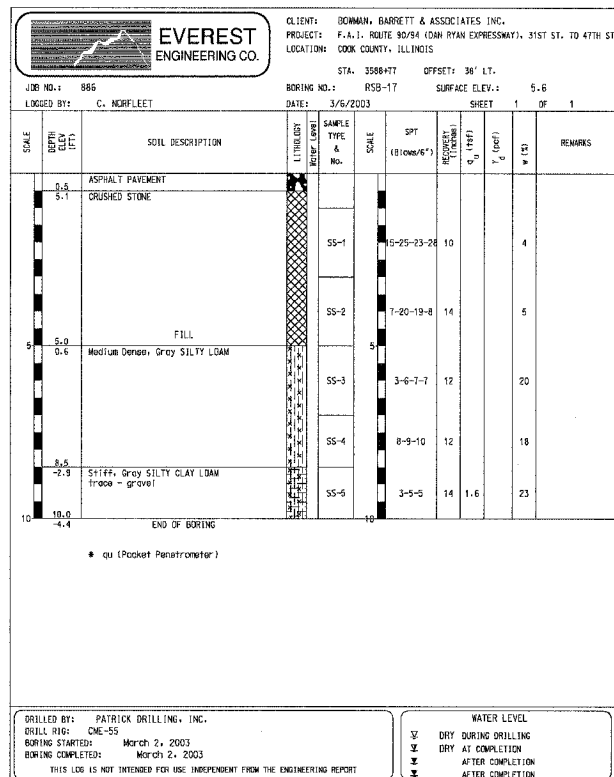 EVEREST
ENGINEERING CO.
CLIENT: BOWMAN, BARRETT & ASSOCIATES INC.
PROJECT: F.A.I. ROUTE 90/94 (DAN RYAN EXPRESSWAY), 31ST ST. TO 47TH ST
LOCATION: COOK COUNTY, ILLINOIS
STA. 3588+77 OFFSET: 36' LT.
JOB NO.: 886 BORING NO.: RSB-17 SURFACE ELEV.: 5.6
LOGGED BY: C. NORFLEET DATE: 3/6/2003 SHEET 1 OF 1
SCALE DEPTH ELEV (FT) SOIL DESCRIPTION LITHOLOGY Water Level SAMPLE TYPE & No. SCALE SPT (Blows/6") RECOVERY (inches) qu (tsf) γd (pcf) w (%) REMARKS
ASPHALT PAVEMENT
0.5
5.1 CRUSHED STONE
SS-1 15-25-23-28 10 4
SS-2 7-20-19-8 14 5
FILL
5 5.0 5
0.6 Medium Dense, Gray SILTY LOAM
SS-3 3-6-7-7 12 20
SS-4 8-9-10 12 18
8.5
-2.9 Stiff, Gray SILTY CLAY LOAM
trace - gravel
SS-5 3-5-5 14 1.6 23
10 10.0 10
-4.4 END OF BORING
* qu (Pocket Penetrometer)
DRILLED BY: PATRICK DRILLING, INC.
DRILL RIG: CME-55
BORING STARTED: March 2, 2003
BORING COMPLETED: March 2, 2003
THIS LOG IS NOT INTENDED FOR USE INDEPENDENT FROM THE ENGINEERING REPORT
WATER LEVEL
DRY DURING DRILLING
DRY AT COMPLETION
AFTER COMPLETION
AFTER COMPLETION